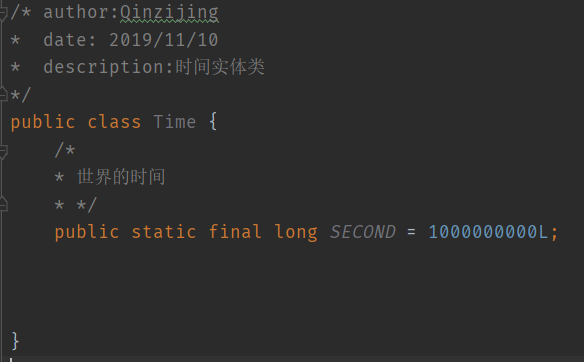 /* author:Qinzijing
*  date: 2019/11/10
*  description:时间实体类
*/
public class Time {
    /*
    * 世界的时间
    * */
    public static final long SECOND = 1000000000L;
}